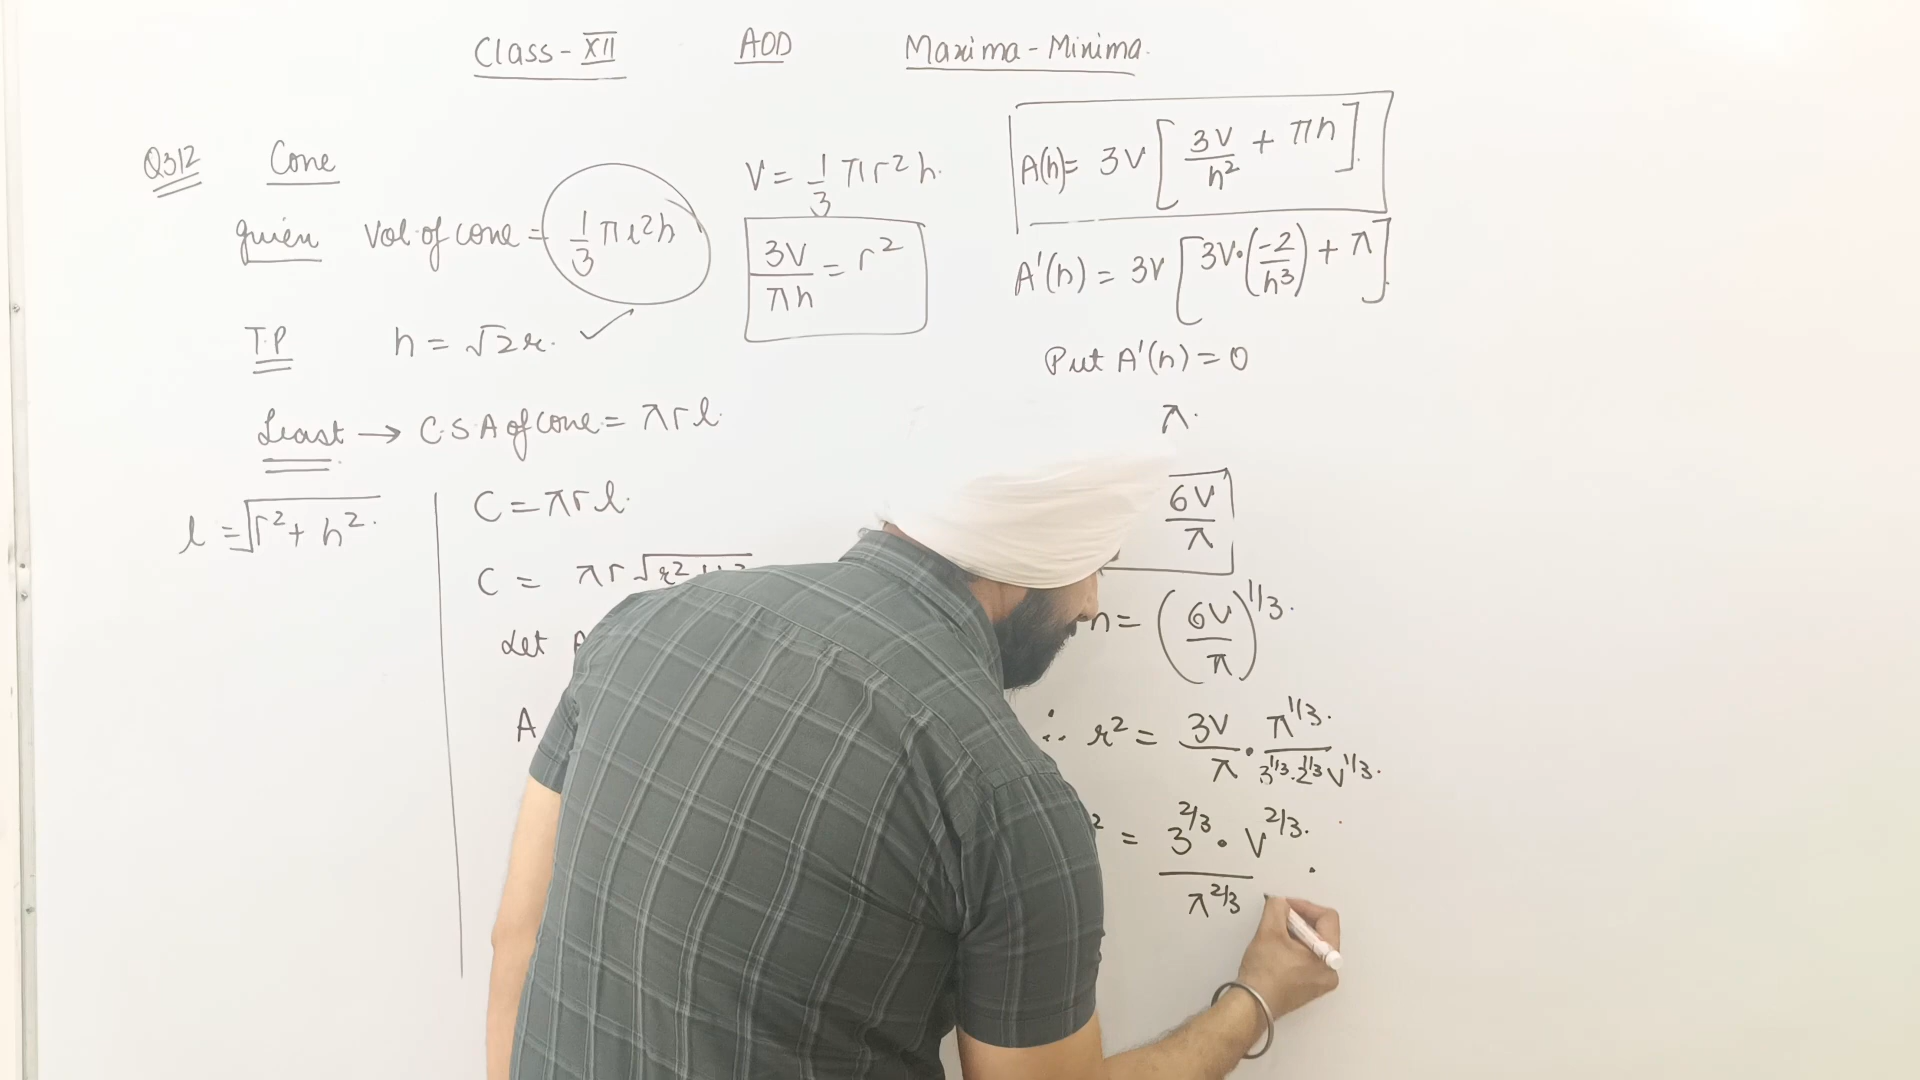 Class-XII AOD Maxima-Minima.
Q312 Cone
given Vol. of cone = 1/3 πr²h
T.P h = √2r. ✓
Least → C.S.A of cone = πrl.
l = √r² + h².
C = πrl.
C = πr√r²
Let A
A
V = 1/3 πr²h.
3V/πh = r²
A(h) = 3V [3V/h² + πh].
A'(h) = 3V [3V·(-2/h³) + π].
Put A'(h) = 0
π.
6V/π
h = (6V/π)^1/3.
∴ r² = 3V/π · π^1/3. / 3^1/3·2^1/3 V^1/3.
² = 3^2/3 · V^2/3. / π^2/3